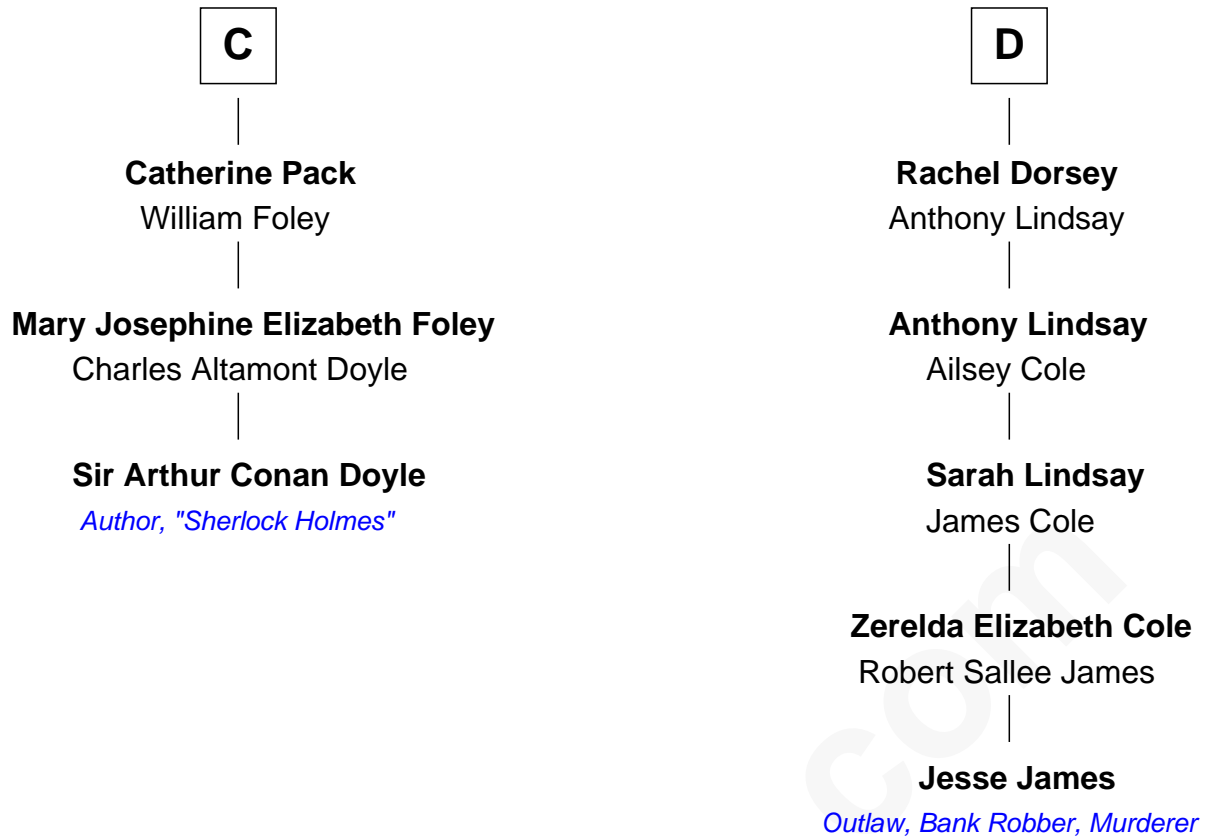 C
Catherine Pack
William Foley
Mary Josephine Elizabeth Foley
Charles Altamont Doyle
Sir Arthur Conan Doyle
Author, "Sherlock Holmes"
D
Rachel Dorsey
Anthony Lindsay
Anthony Lindsay
Ailsey Cole
Sarah Lindsay
James Cole
Zerelda Elizabeth Cole
Robert Sallee James
Jesse James
Outlaw, Bank Robber, Murderer
com